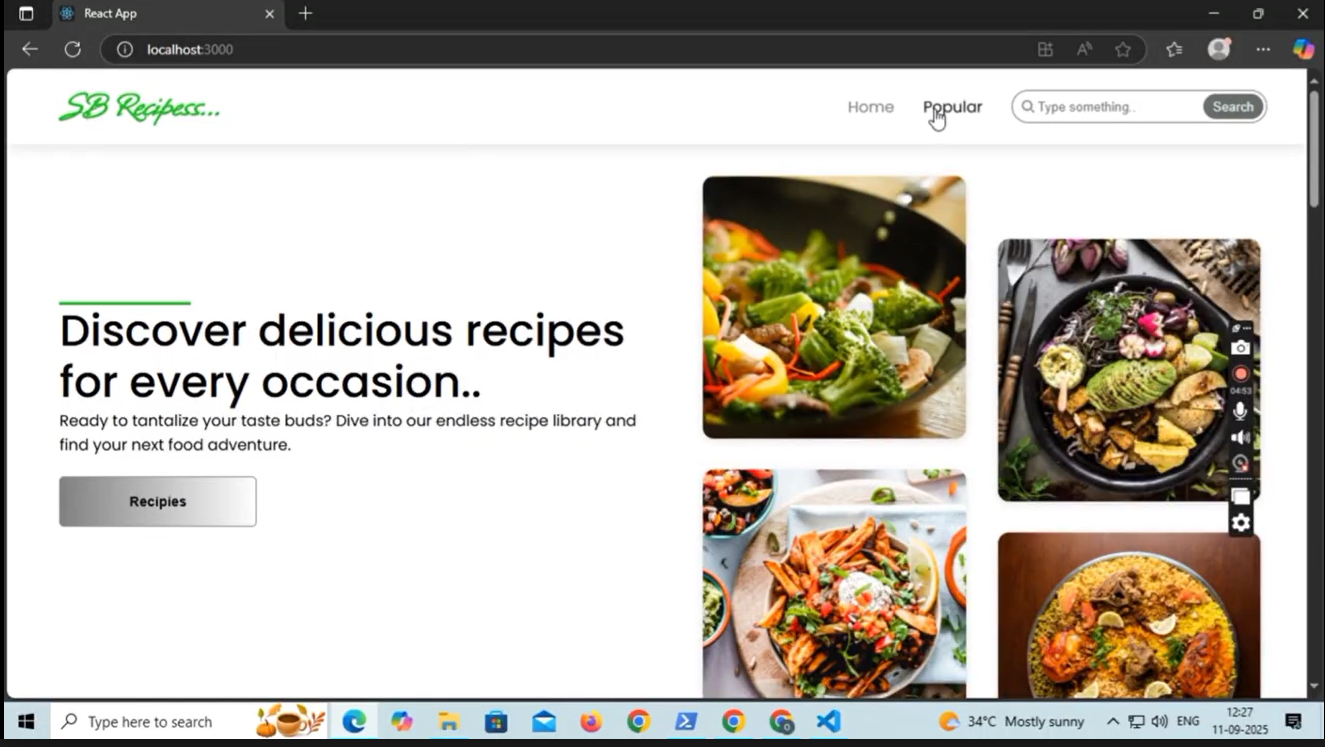 React App
localhost:3000
SB Recipess...
Home
Popular
Type something..
Search
Discover delicious recipes
for every occasion..
Ready to tantalize your taste buds? Dive into our endless recipe library and
find your next food adventure.
Recipies
04:53
Type here to search
34°C Mostly sunny
ENG
12:27
11-09-2025